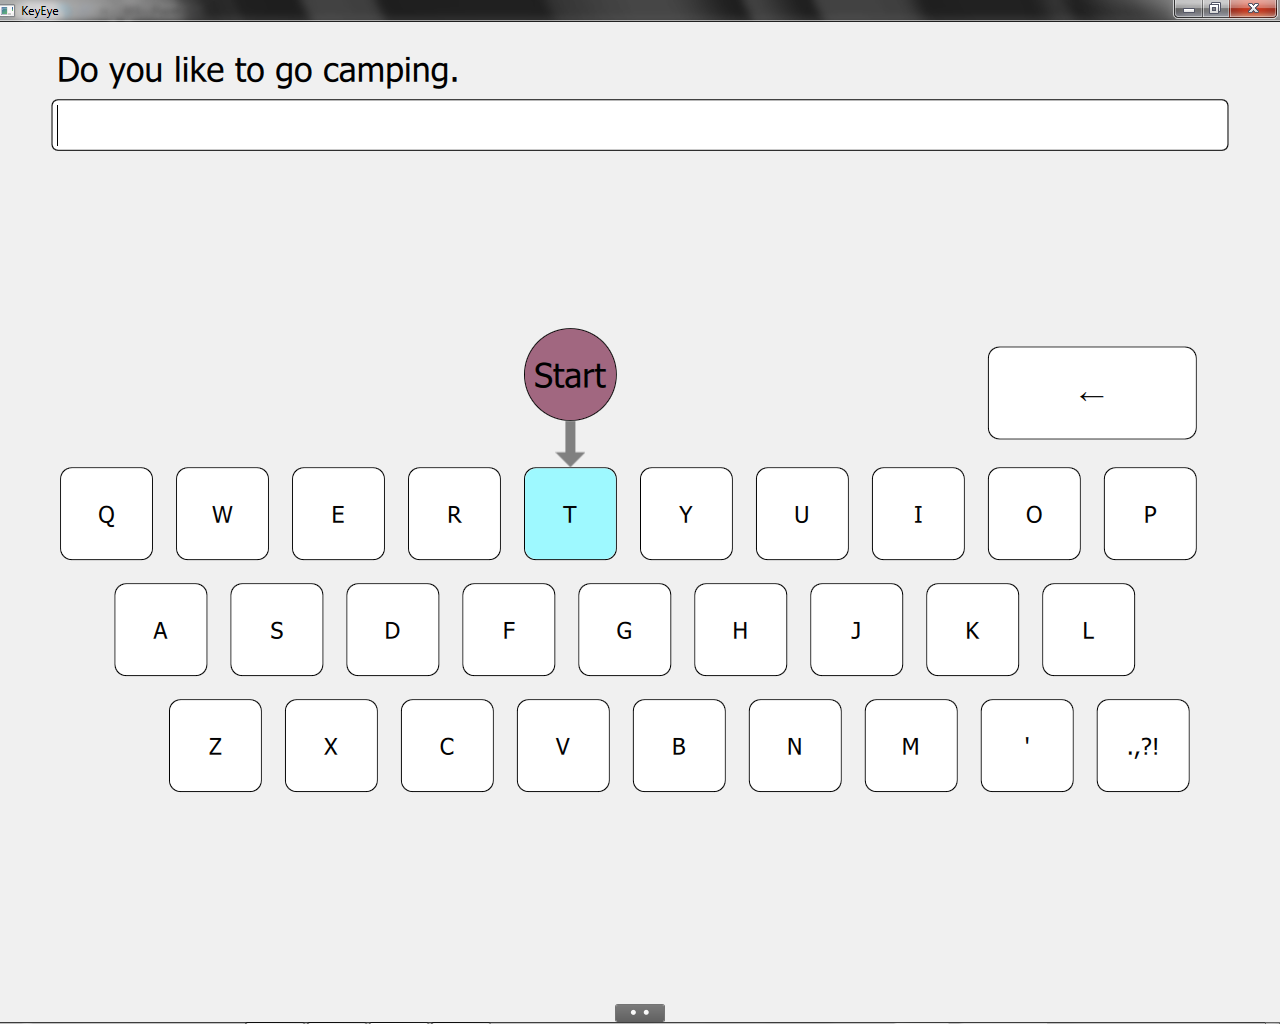 KeyEye
Do you like to go camping.
Start
←
Q W E R T Y U I O P
A S D F G H J K L
Z X C V B N M ' .,?!